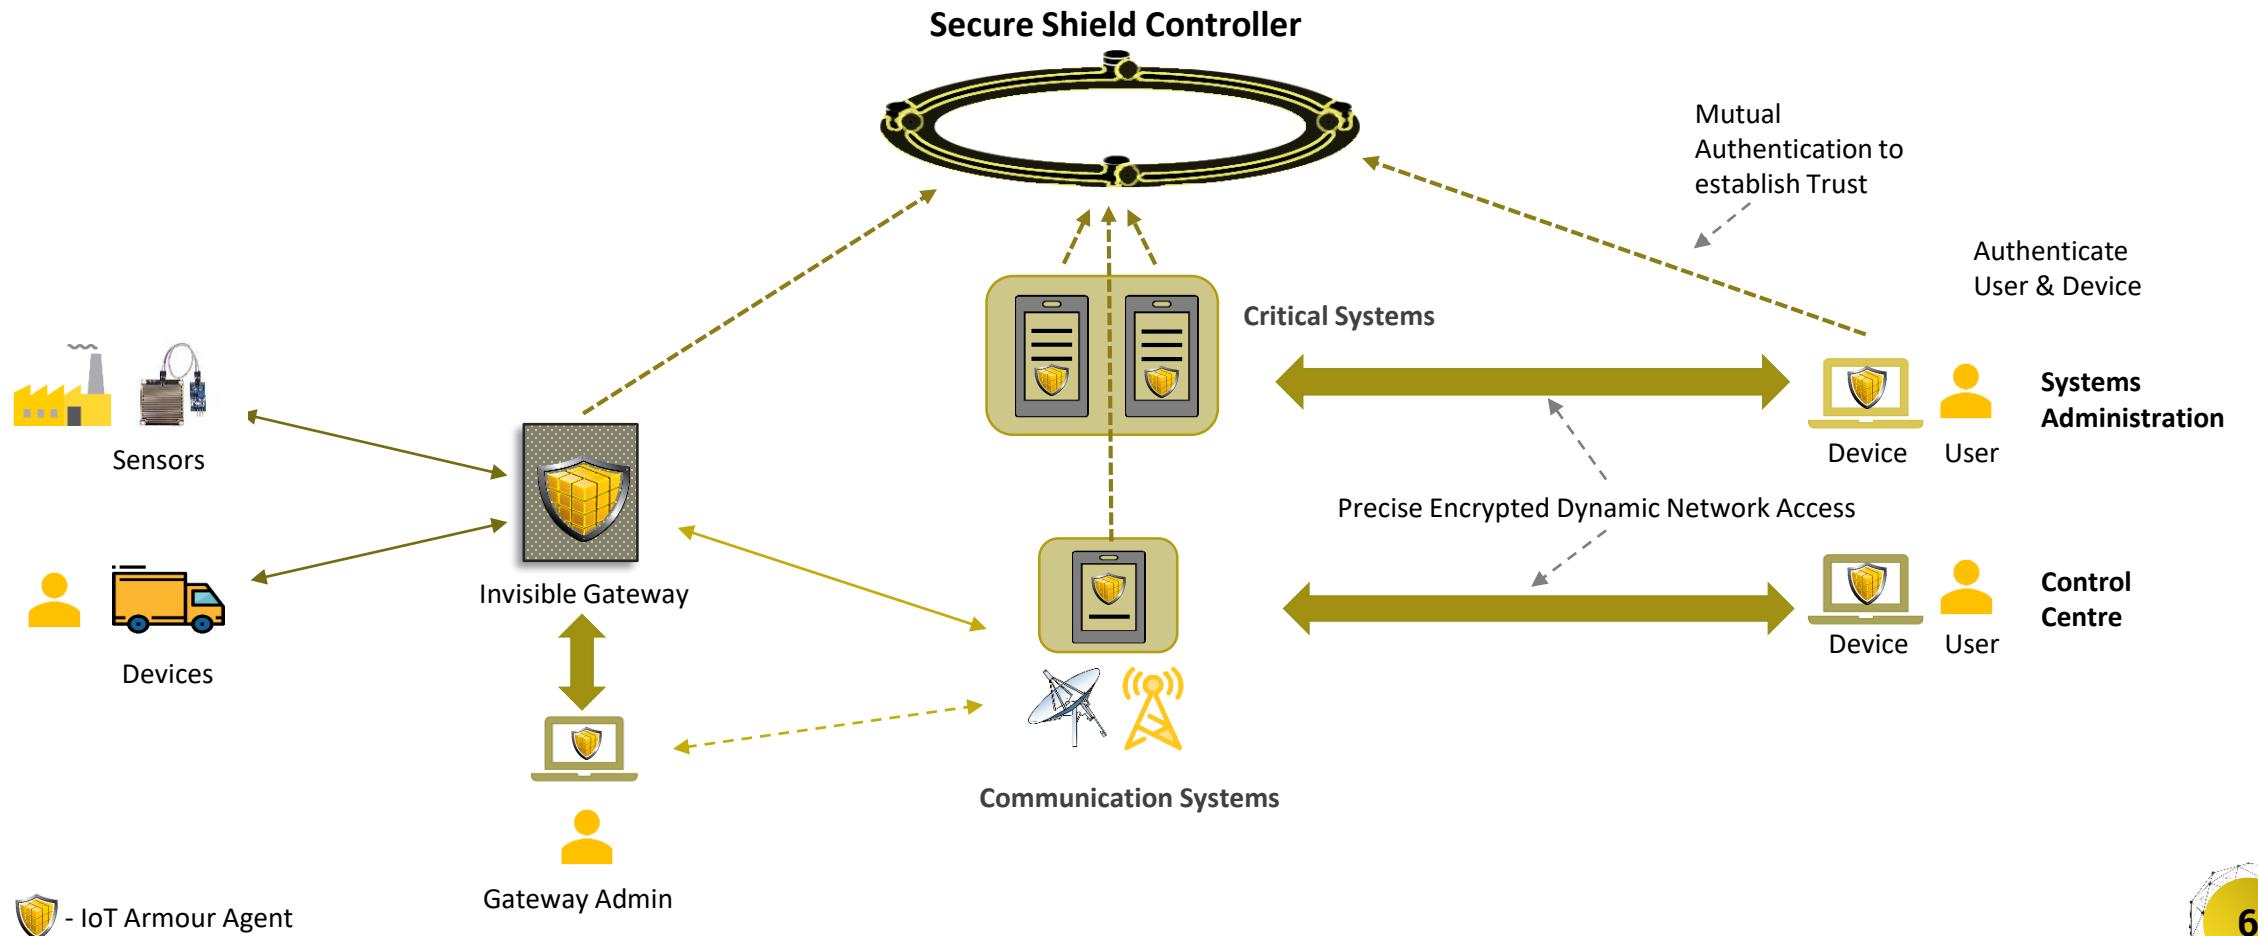 Secure Shield Controller
Mutual
Authentication to
establish Trust
Authenticate
User & Device
Critical Systems
Systems
Administration
Sensors
Device
User
Precise Encrypted Dynamic Network Access
Invisible Gateway
Control
Centre
Device
User
Devices
Communication Systems
Gateway Admin
- IoT Armour Agent
6